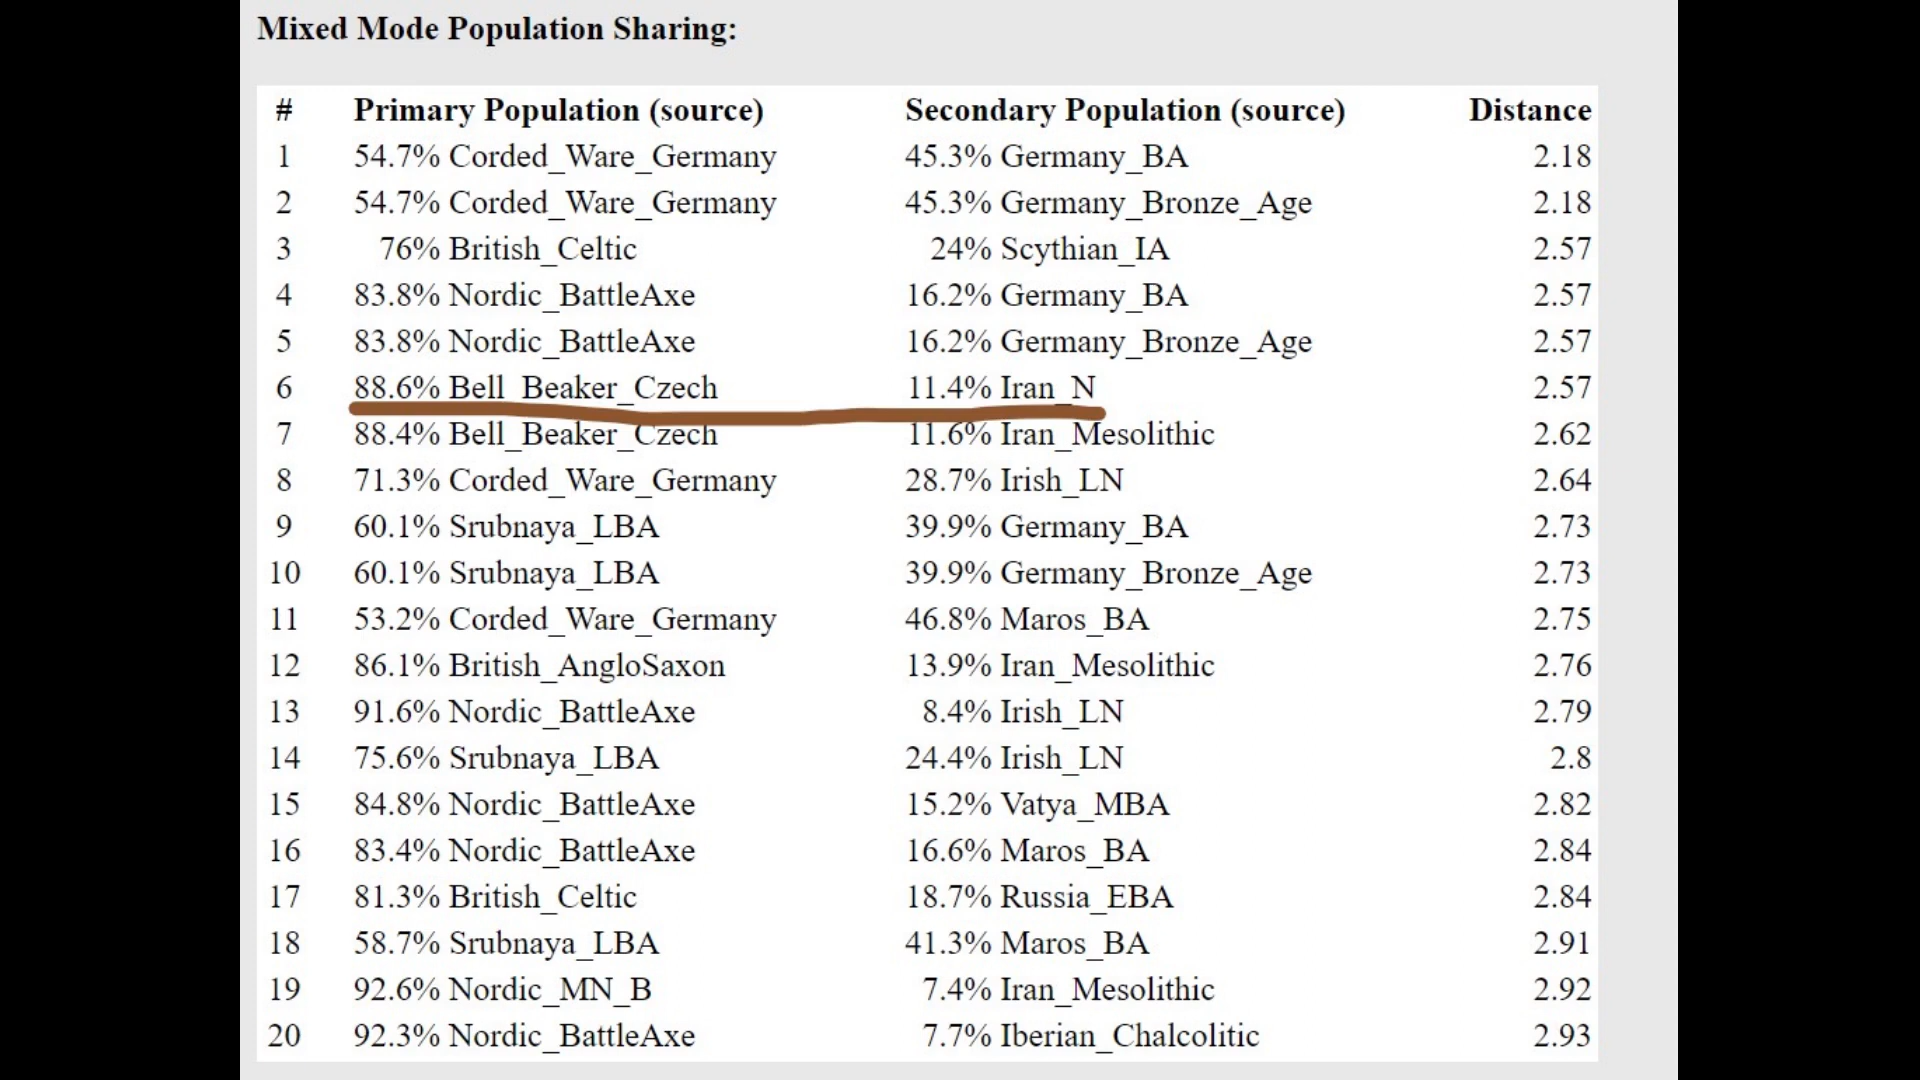 Mixed Mode Population Sharing:
# Primary Population (source) Secondary Population (source) Distance
1 54.7% Corded_Ware_Germany 45.3% Germany_BA 2.18
2 54.7% Corded_Ware_Germany 45.3% Germany_Bronze_Age 2.18
3 76% British_Celtic 24% Scythian_IA 2.57
4 83.8% Nordic_BattleAxe 16.2% Germany_BA 2.57
5 83.8% Nordic_BattleAxe 16.2% Germany_Bronze_Age 2.57
6 88.6% Bell_Beaker_Czech 11.4% Iran_N 2.57
7 88.4% Bell_Beaker_Czech 11.6% Iran_Mesolithic 2.62
8 71.3% Corded_Ware_Germany 28.7% Irish_LN 2.64
9 60.1% Srubnaya_LBA 39.9% Germany_BA 2.73
10 60.1% Srubnaya_LBA 39.9% Germany_Bronze_Age 2.73
11 53.2% Corded_Ware_Germany 46.8% Maros_BA 2.75
12 86.1% British_AngloSaxon 13.9% Iran_Mesolithic 2.76
13 91.6% Nordic_BattleAxe 8.4% Irish_LN 2.79
14 75.6% Srubnaya_LBA 24.4% Irish_LN 2.8
15 84.8% Nordic_BattleAxe 15.2% Vatya_MBA 2.82
16 83.4% Nordic_BattleAxe 16.6% Maros_BA 2.84
17 81.3% British_Celtic 18.7% Russia_EBA 2.84
18 58.7% Srubnaya_LBA 41.3% Maros_BA 2.91
19 92.6% Nordic_MN_B 7.4% Iran_Mesolithic 2.92
20 92.3% Nordic_BattleAxe 7.7% Iberian_Chalcolitic 2.93